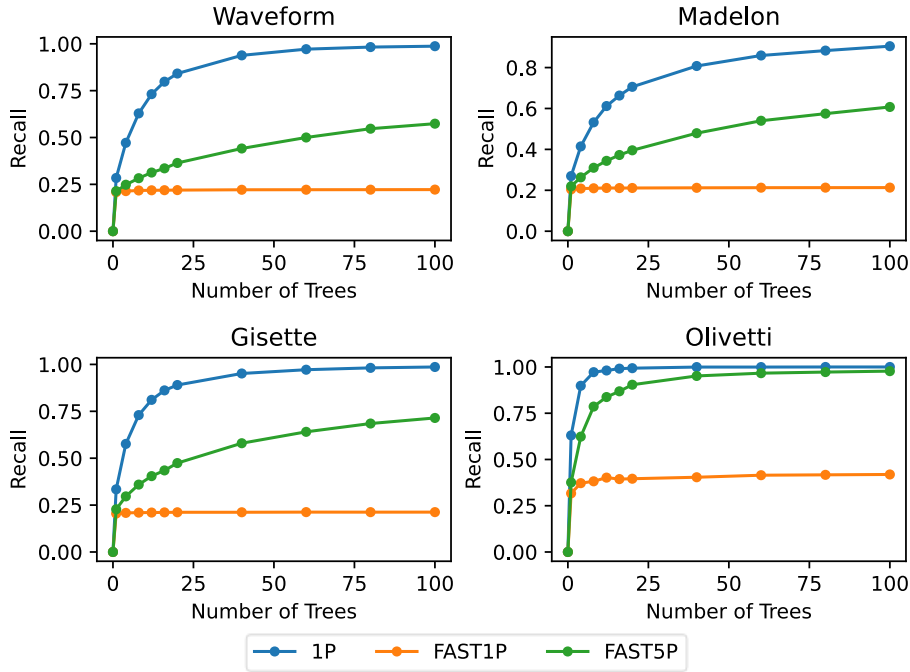 Waveform
1.00
0.75
0.50
0.25
0.00
Recall
0 25 50 75 100
Number of Trees
Madelon
0.8
0.6
0.4
0.2
0.0
Recall
0 25 50 75 100
Number of Trees
Gisette
1.00
0.75
0.50
0.25
0.00
Recall
0 25 50 75 100
Number of Trees
Olivetti
1.00
0.75
0.50
0.25
0.00
Recall
0 25 50 75 100
Number of Trees
1P FAST1P FAST5P